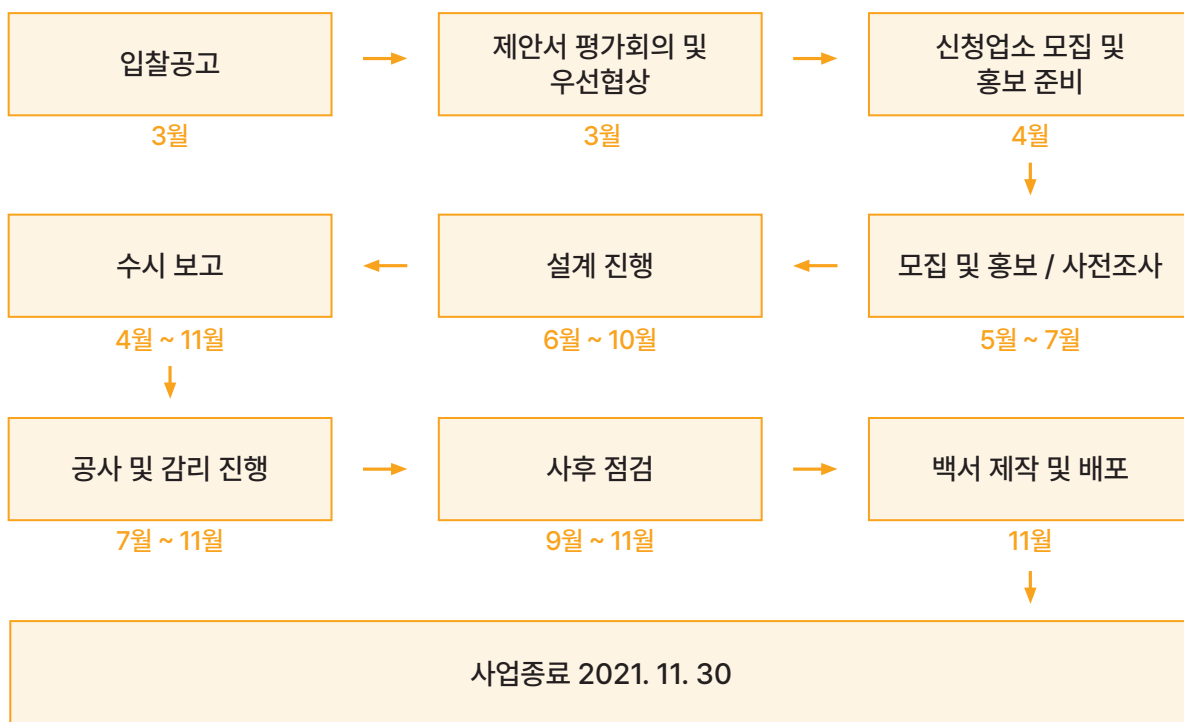 입찰공고
3월
제안서 평가회의 및
우선협상
3월
신청업소 모집 및
홍보 준비
4월
모집 및 홍보 / 사전조사
5월 ~ 7월
설계 진행
6월 ~ 10월
수시 보고
4월 ~ 11월
공사 및 감리 진행
7월 ~ 11월
사후 점검
9월 ~ 11월
백서 제작 및 배포
11월
사업종료 2021. 11. 30